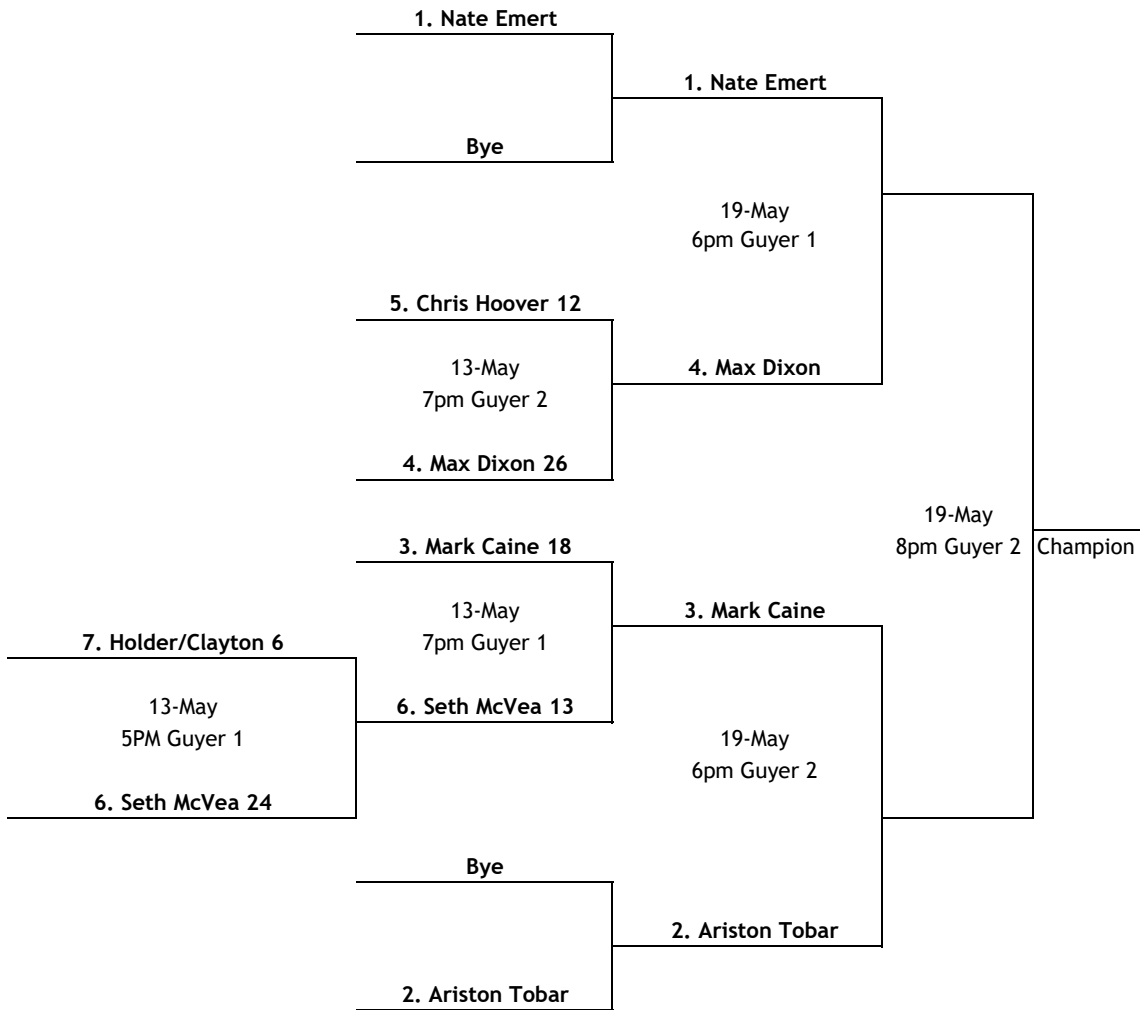 1. Nate Emert
1. Nate Emert
Bye
19-May
6pm Guyer 1
5. Chris Hoover 12
13-May
7pm Guyer 2
4. Max Dixon
4. Max Dixon 26
19-May
8pm Guyer 2
Champion
3. Mark Caine 18
13-May
7pm Guyer 1
3. Mark Caine
7. Holder/Clayton 6
13-May
5PM Guyer 1
6. Seth McVea 13
19-May
6pm Guyer 2
6. Seth McVea 24
Bye
2. Ariston Tobar
2. Ariston Tobar